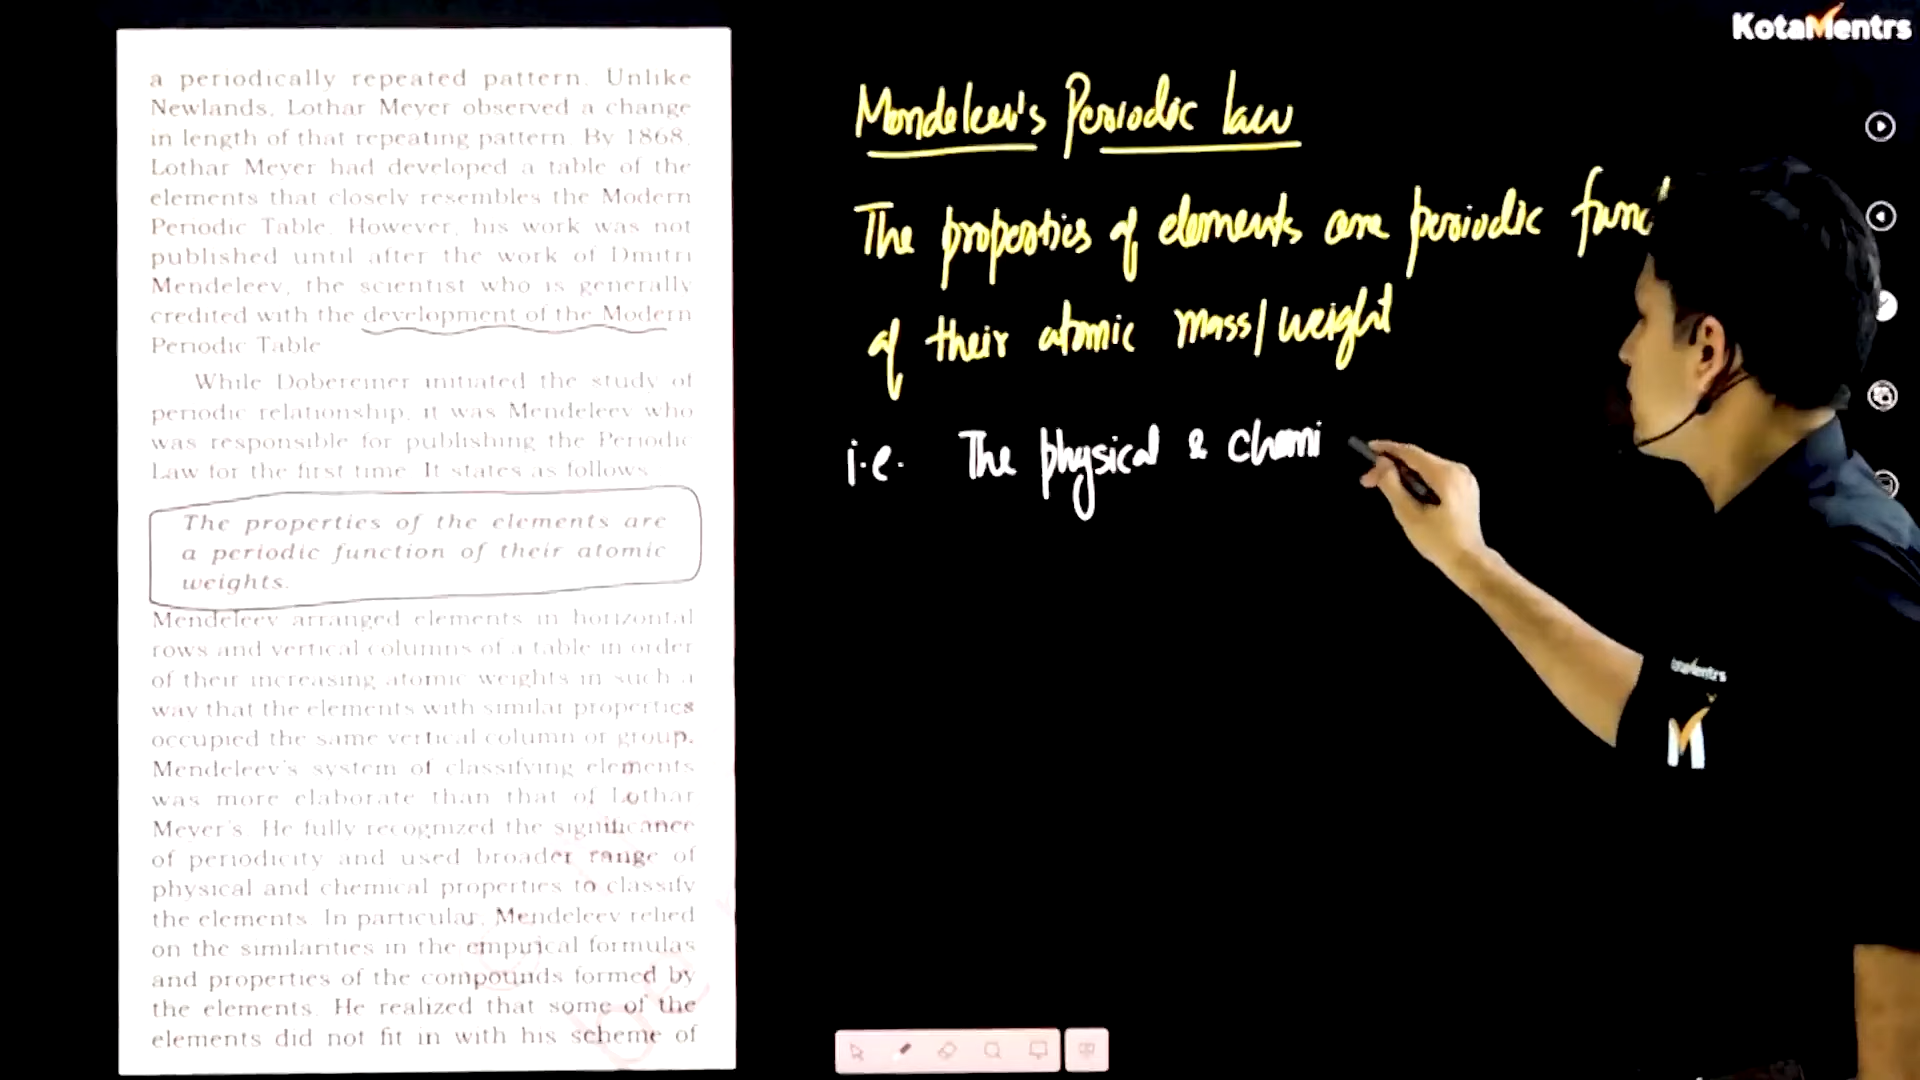 KotaMentrs
a periodically repeated pattern. Unlike
Newlands, Lothar Meyer observed a change
in length of that repeating pattern. By 1868,
Lothar Meyer had developed a table of the
elements that closely resembles the Modern
Periodic Table. However, his work was not
published until after the work of Dmitri
Mendeleev, the scientist who is generally
credited with the development of the Modern
Periodic Table
While Dobereiner initiated the study of
periodic relationship, it was Mendeleev who
was responsible for publishing the Periodic
Law for the first time. It states as follows
The properties of the elements are
a periodic function of their atomic
weights.
Mendeleev arranged elements in horizontal
rows and vertical columns of a table in order
of their increasing atomic weights in such a
way that the elements with similar properties
occupied the same vertical column or group.
Mendeleev's system of classifying elements
was more elaborate than that of Lothar
Meyer's. He fully recognized the significance
of periodicity and used broader range of
physical and chemical properties to classify
the elements. In particular, Mendeleev relied
on the similarities in the empirical formulas
and properties of the compounds formed by
the elements. He realized that some of the
elements did not fit in with his scheme of
Mendeleev's Periodic law
The properties of elements are periodic func
of their atomic mass/weight
i.e. The physical & chemi